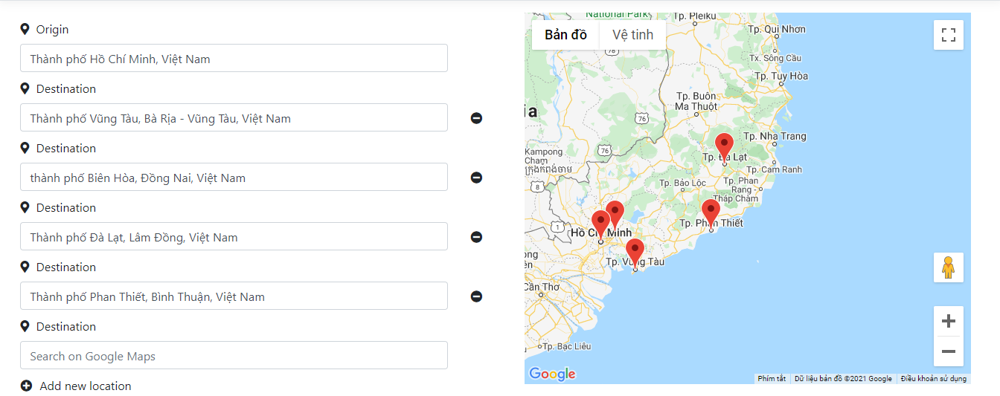 Origin
Thành phố Hồ Chí Minh, Việt Nam
Destination
Thành phố Vũng Tàu, Bà Rịa - Vũng Tàu, Việt Nam
Destination
thành phố Biên Hòa, Đồng Nai, Việt Nam
Destination
Thành phố Đà Lạt, Lâm Đồng, Việt Nam
Destination
Thành phố Phan Thiết, Bình Thuận, Việt Nam
Destination
Search on Google Maps
Add new location
National Park
Tp. Pleiku
Bản đồ
Vệ tinh
Tp. Qui Nhơn
78
Tx. Sông Cầu
Tp. Tuy Hòa
Tp. Buôn
Ma Thuột
ia
76
Tp. Nha Trang
Kampong
Cham
ក្រុងកំពង់ចាម
76
Tp. Đà Lạt
Tp. Cam Ranh
8
Tp. Bảo Lộc
Tp. Phan
Rang -
Tháp Chàm
1
Tp. Phan Thiết
Hồ Chí Minh
Tp. Vũng Tàu
Cần Thơ
Tp. Bạc Liêu
Google
Phím tắt
Dữ liệu bản đồ ©2021 Google
Điều khoản sử dụng